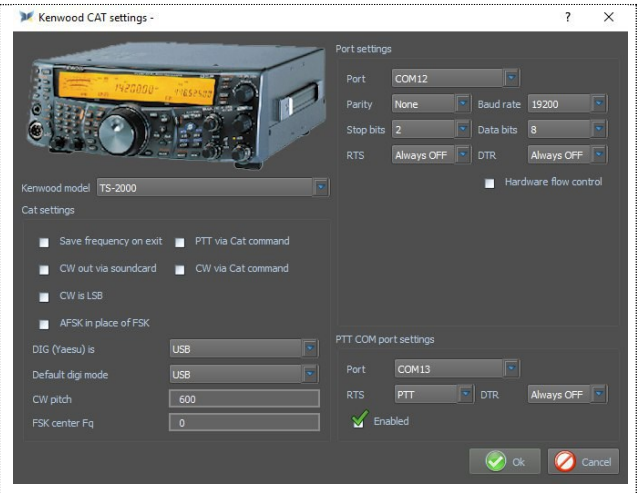 Kenwood CAT settings -
Kenwood model TS-2000
Cat settings
Save frequency on exit PTT via Cat command
CW out via soundcard CW via Cat command
CW is LSB
AFSK in place of FSK
DIG (Yaesu) is USB
Default digi mode USB
CW pitch 600
FSK center Fq 0
Port settings
Port COM12
Parity None Baud rate 19200
Stop bits 2 Data bits 8
RTS Always OFF DTR Always OFF
Hardware flow control
PTT COM port settings
Port COM13
RTS PTT DTR Always OFF
Enabled
Ok Cancel